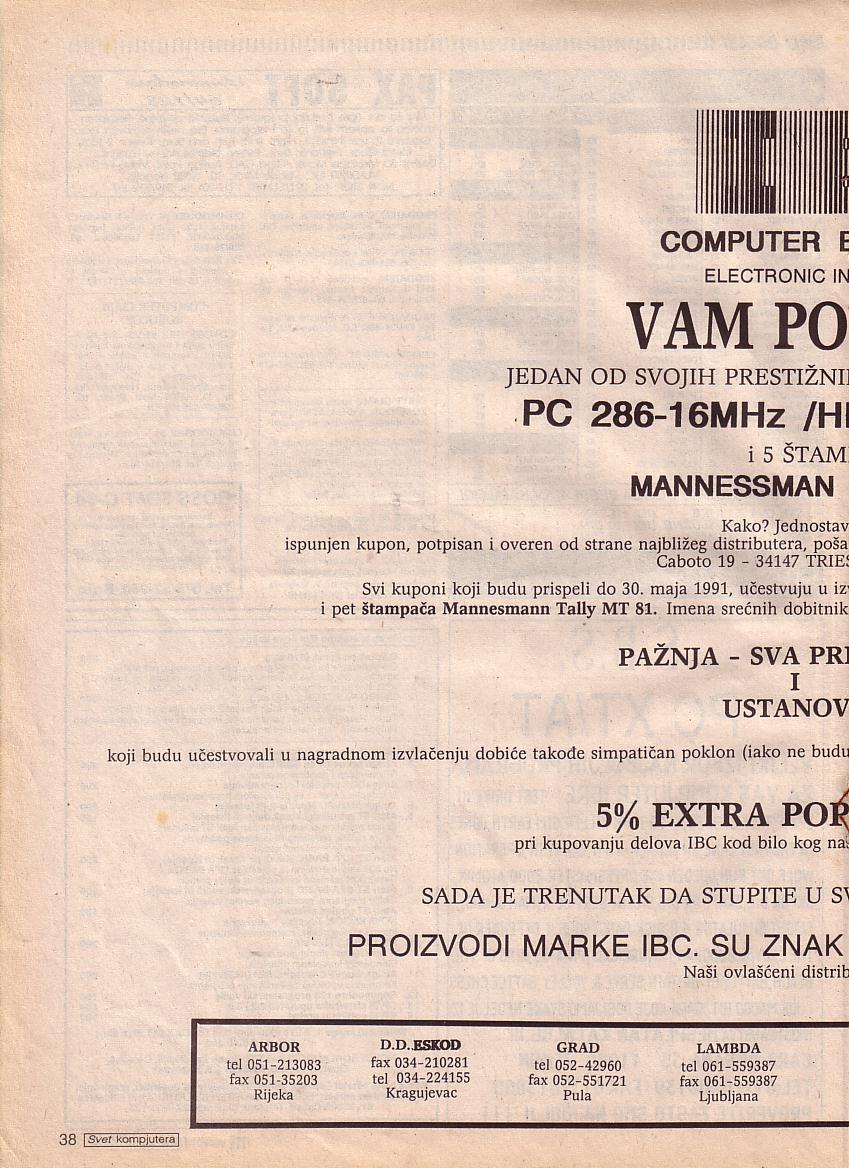 COMPUTER
ELECTRONIC IN
VAM PO
JEDAN OD SVOJIH PRESTIŽNI
PC 286-16MHz /H
i 5 ŠTAM
MANNESSMAN
Kako? Jednostav
ispunjen kupon, potpisan i overen od strane najbližeg distributera, poša
Caboto 19 - 34147 TRIES
Svi kuponi koji budu prispeli do 30. maja 1991, učestvuju u iz
i pet štampača Mannesmann Tally MT 81. Imena srećnih dobitnik
PAŽNJA - SVA PR
I
USTANOV
koji budu učestvovali u nagradnom izvlačenju dobiće takođe simpatičan poklon (iako ne budu
5% EXTRA POP
pri kupovanju delova IBC kod bilo kog na
SADA JE TRENUTAK DA STUPITE U SV
PROIZVODI MARKE IBC. SU ZNAK
Naši ovlašćeni distrib
ARBOR
tel 051-213083
fax 051-35203
Rijeka
D.D..ESKOD
fax 034-210281
tel 034-224155
Kragujevac
GRAD
tel 052-42960
fax 052-551721
Pula
LAMBDA
tel 061-559387
fax 061-559387
Ljubljana
38 Svet kompjutera